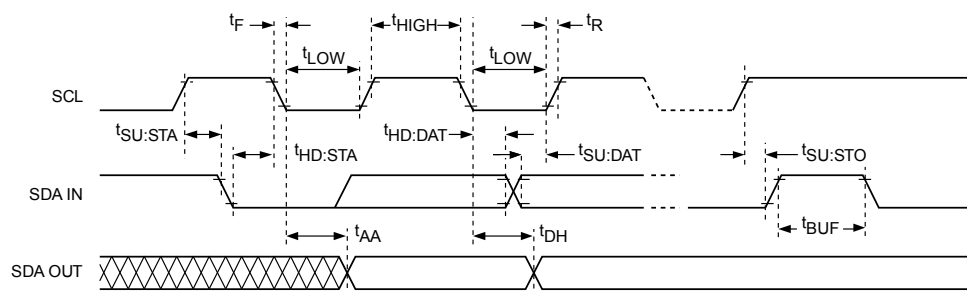 tF
tHIGH
tR
tLOW
tLOW
SCL
tSU:STA
tHD:STA
tHD:DAT
tSU:DAT
tSU:STO
SDA IN
tBUF
tAA
tDH
SDA OUT